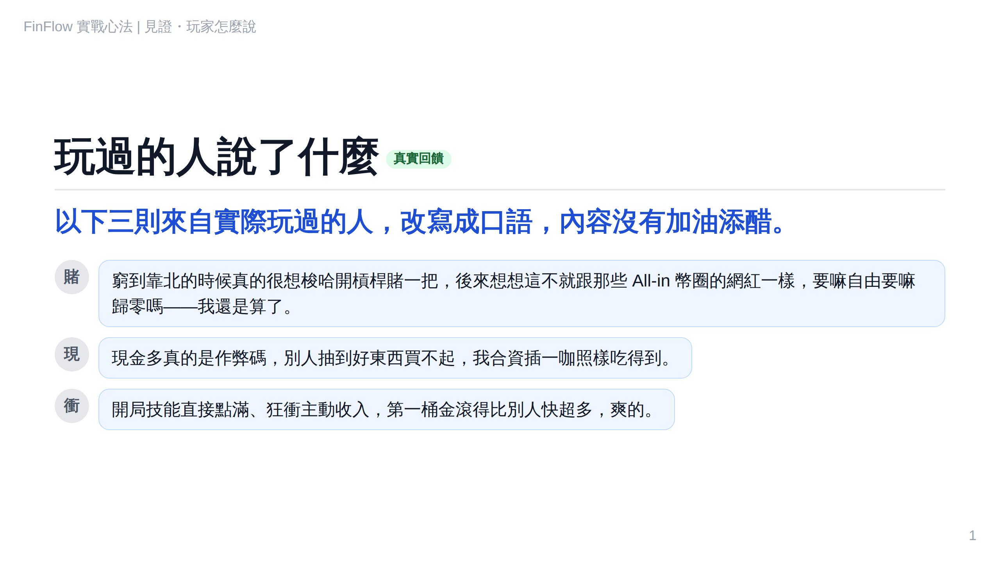 FinFlow 實戰心法 | 見證・玩家怎麼說
玩過的人說了什麼 真實回饋
以下三則來自實際玩過的人，改寫成口語，內容沒有加油添醋。
賭
窮到靠北的時候真的很想梭哈開槓桿賭一把，後來想想這不就跟那些 All-in 幣圈的網紅一樣，要嘛自由要嘛
歸零嗎——我還是算了。
現
現金多真的是作弊碼，別人抽到好東西買不起，我合資插一咖照樣吃得到。
衝
開局技能直接點滿、狂衝主動收入，第一桶金滾得比別人快超多，爽的。
1